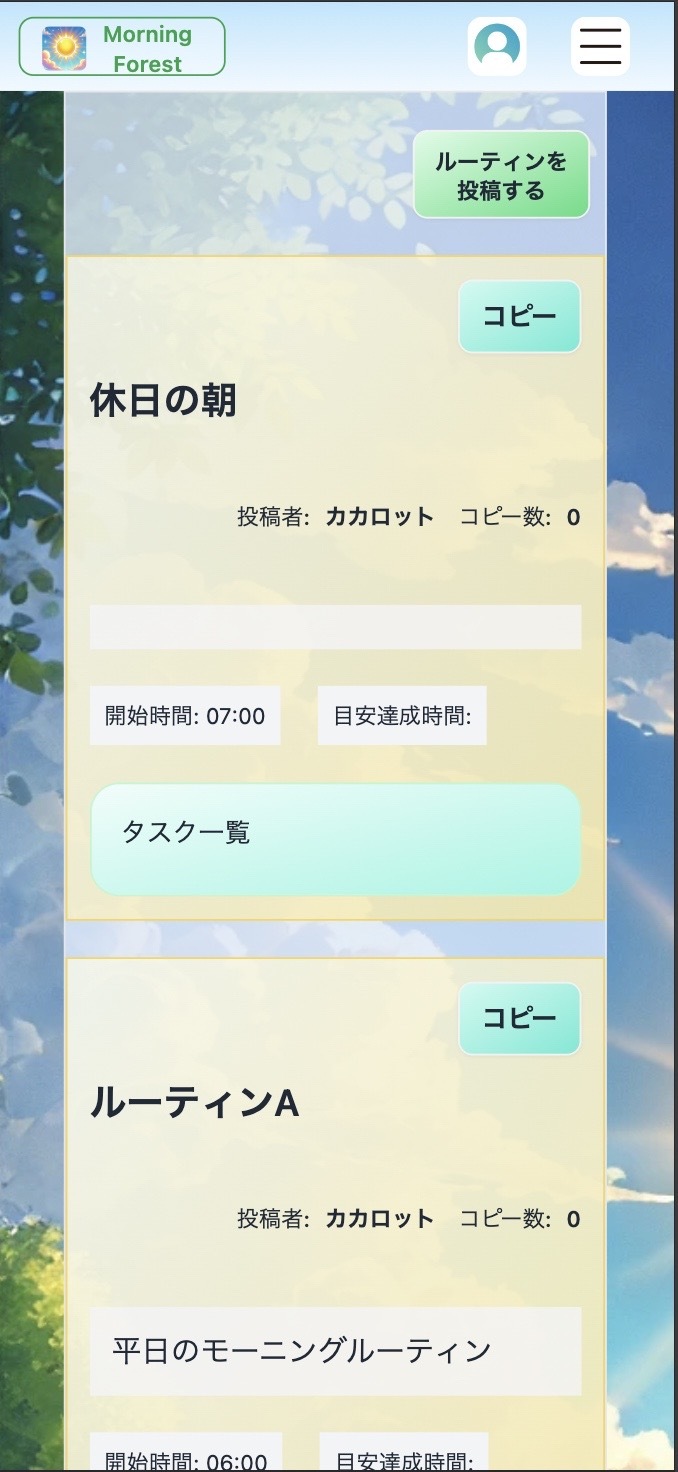 Morning
Forest
ルーティンを
投稿する
コピー
休日の朝
投稿者: カカロット コピー数: 0
開始時間: 07:00 目安達成時間:
タスク一覧
コピー
ルーティンA
投稿者: カカロット コピー数: 0
平日のモーニングルーティン
開始時間: 06:00 目安達成時間: